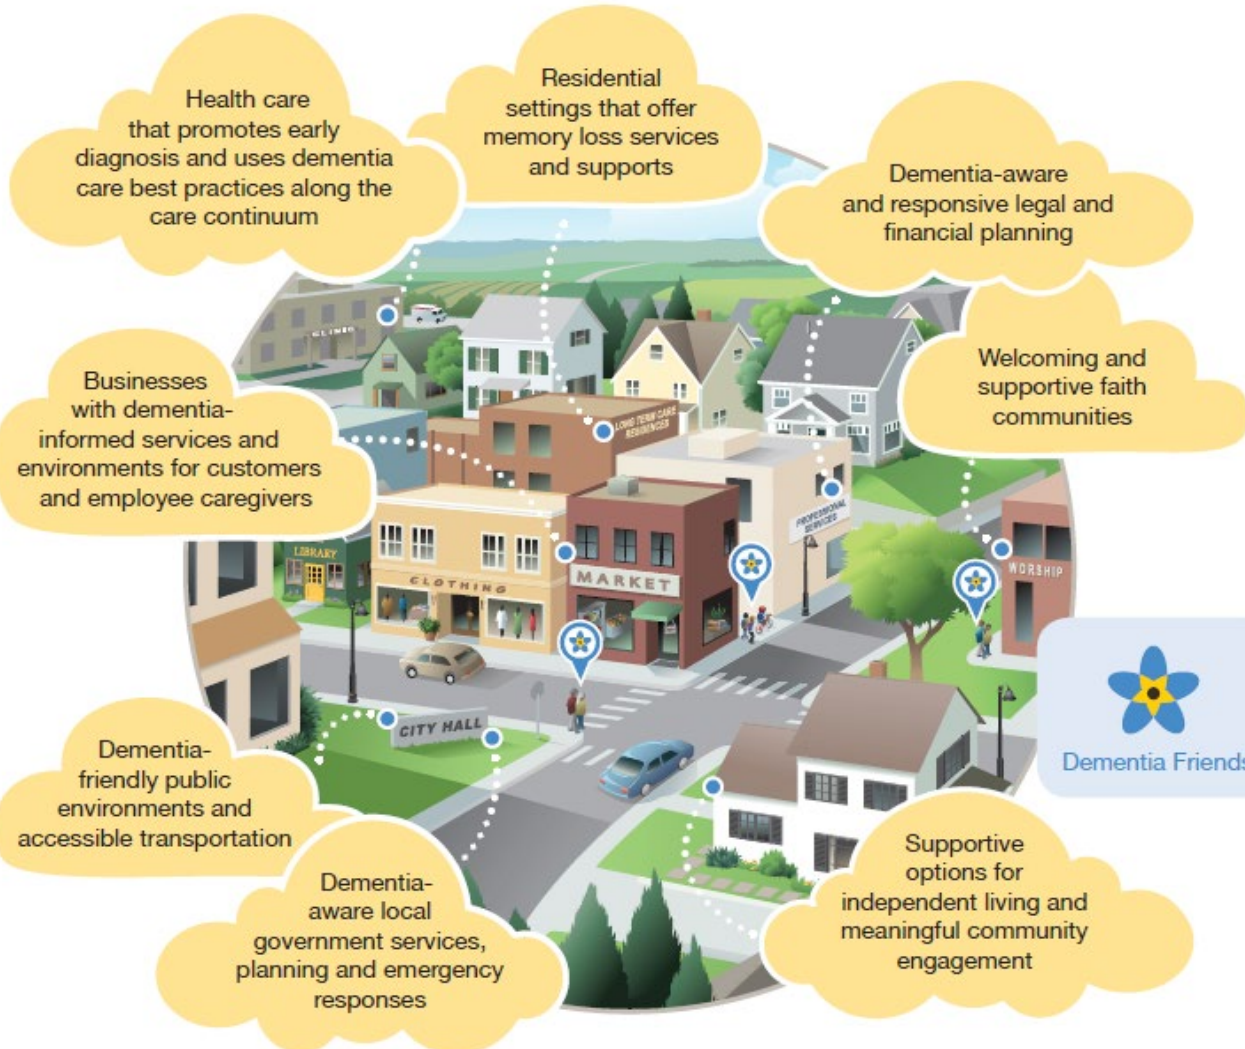 Health care
that promotes early
diagnosis and uses dementia
care best practices along the
care continuum
Residential
settings that offer
memory loss services
and supports
Dementia-aware
and responsive legal and
financial planning
Welcoming and
supportive faith
communities
Businesses
with dementia-
informed services and
environments for customers
and employee caregivers
CLINIC
LONG TERM CARE
RESIDENCES
PROFESSIONAL
SERVICES
LIBRARY
CLOTHING
MARKET
WORSHIP
CITY HALL
Dementia Friends
Dementia-
friendly public
environments and
accessible transportation
Dementia-
aware local
government services,
planning and emergency
responses
Supportive
options for
independent living and
meaningful community
engagement